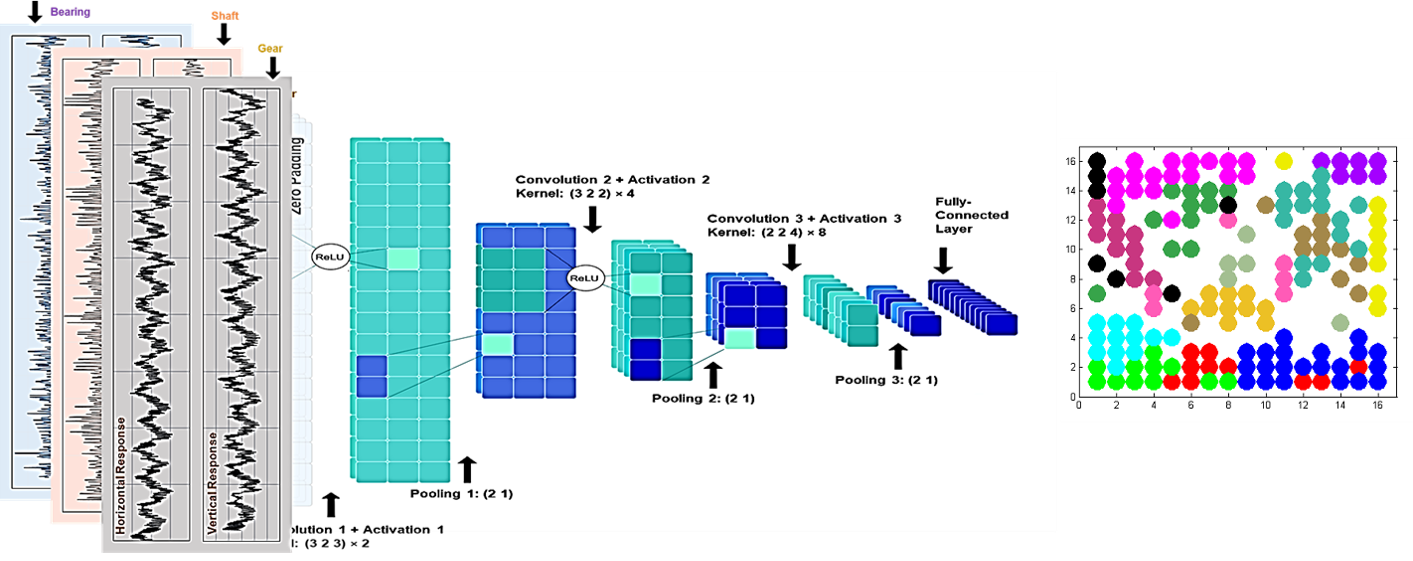 Bearing
Shaft
Gear
Zero Padding
Horizontal Response
Vertical Response
ReLU
Convolution 2 + Activation 2
Kernel: (3 2 2) × 4
ReLU
Convolution 3 + Activation 3
Kernel: (2 2 4) × 8
Fully-
Connected
Layer
Pooling 3: (2 1)
Pooling 2: (2 1)
Pooling 1: (2 1)
lution 1 + Activation 1
l: (3 2 3) × 2
16
14
12
10
8
6
4
2
0
0 2 4 6 8 10 12 14 16